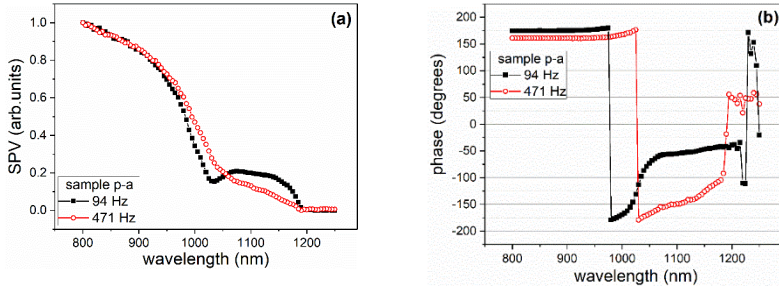 (a)
SPV (arb.units)
1.0
0.8
0.6
0.4
0.2
0.0
sample p-a
94 Hz
471 Hz
800 900 1000 1100 1200
wavelength (nm)
(b)
phase (degrees)
200
150
100
50
0
-50
-100
-150
-200
sample p-a
94 Hz
471 Hz
800 900 1000 1100 1200
wavelength (nm)